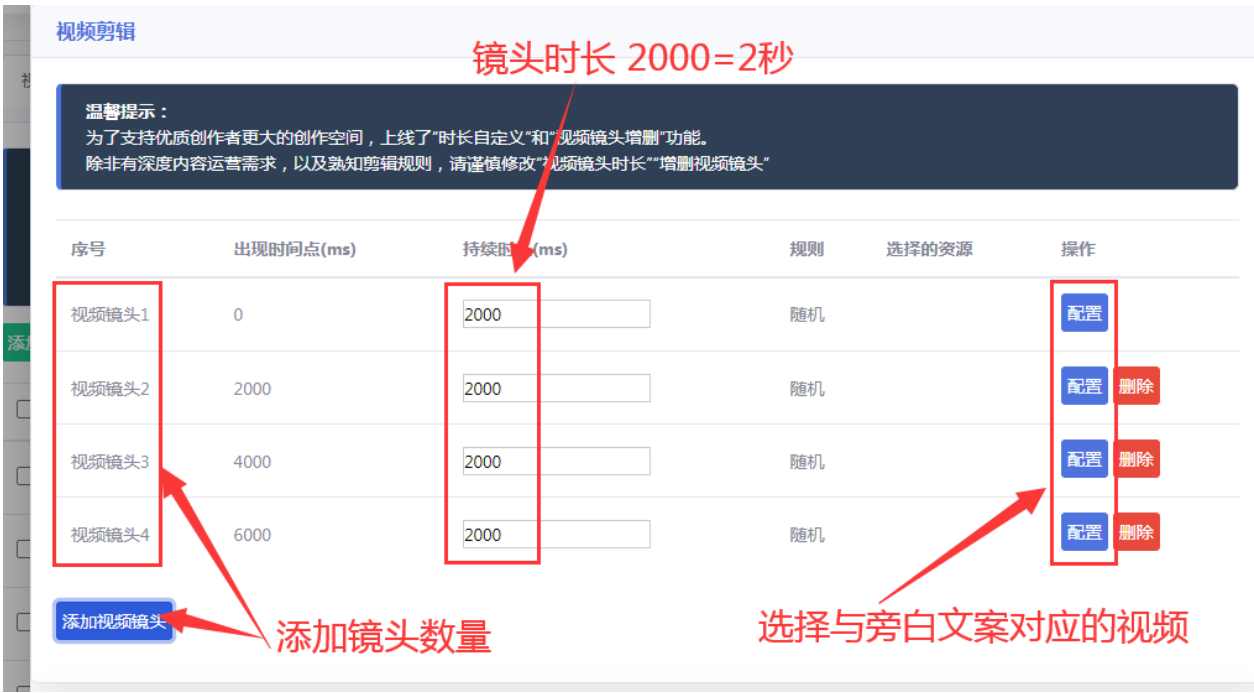 视频剪辑
镜头时长 2000=2秒
温馨提示：
为了支持优质创作者更大的创作空间，上线了"时长自定义"和"视频镜头增删"功能。
除非有深度内容运营需求，以及熟知剪辑规则，请谨慎修改"视频镜头时长""增删视频镜头"
序号 出现时间点(ms) 持续时 (ms) 规则 选择的资源 操作
视频镜头1 0 2000 随机 配置
视频镜头2 2000 2000 随机 配置 删除
视频镜头3 4000 2000 随机 配置 删除
视频镜头4 6000 2000 随机 配置 删除
添加视频镜头
添加镜头数量
选择与旁白文案对应的视频